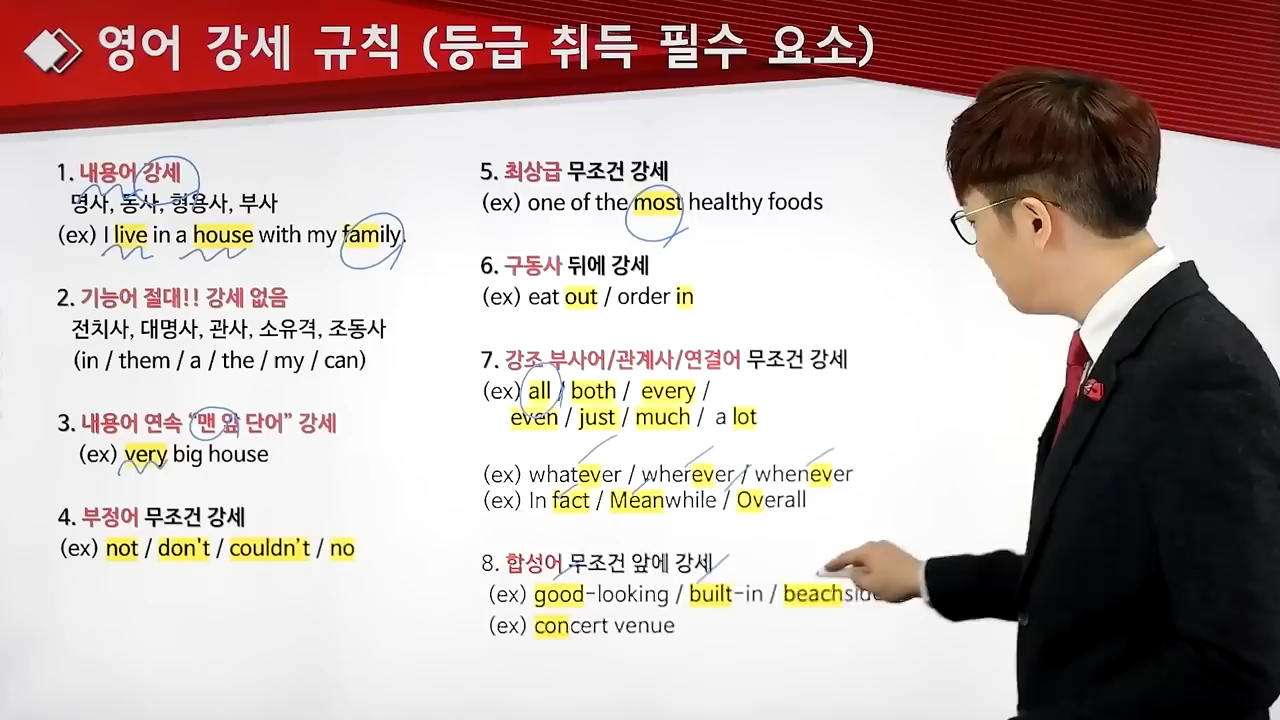 영어 강세 규칙 (등급 취득 필수 요소)
1. 내용어 강세
명사, 동사, 형용사, 부사
(ex) I live in a house with my family.
2. 기능어 절대!! 강세 없음
전치사, 대명사, 관사, 소유격, 조동사
(in / them / a / the / my / can)
3. 내용어 연속 “맨 앞 단어” 강세
(ex) very big house
4. 부정어 무조건 강세
(ex) not / don't / couldn’t / no
5. 최상급 무조건 강세
(ex) one of the most healthy foods
6. 구동사 뒤에 강세
(ex) eat out / order in
7. 강조 부사어/관계사/연결어 무조건 강세
(ex) all / both / every /
even / just / much / a lot
(ex) whatever / wherever / whenever
(ex) In fact / Meanwhile / Overall
8. 합성어 무조건 앞에 강세
(ex) good-looking / built-in /
(ex) concert venue